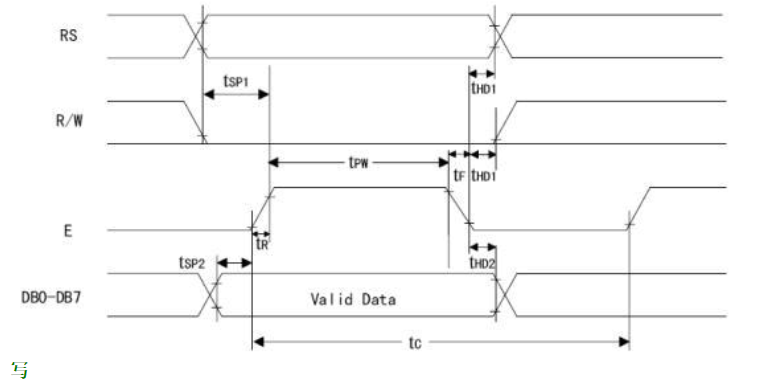 RS
tSP1
tHD1
R/W
tPW
tF tHD1
E
tR
tSP2
tHD2
DB0-DB7
Valid Data
tC
写